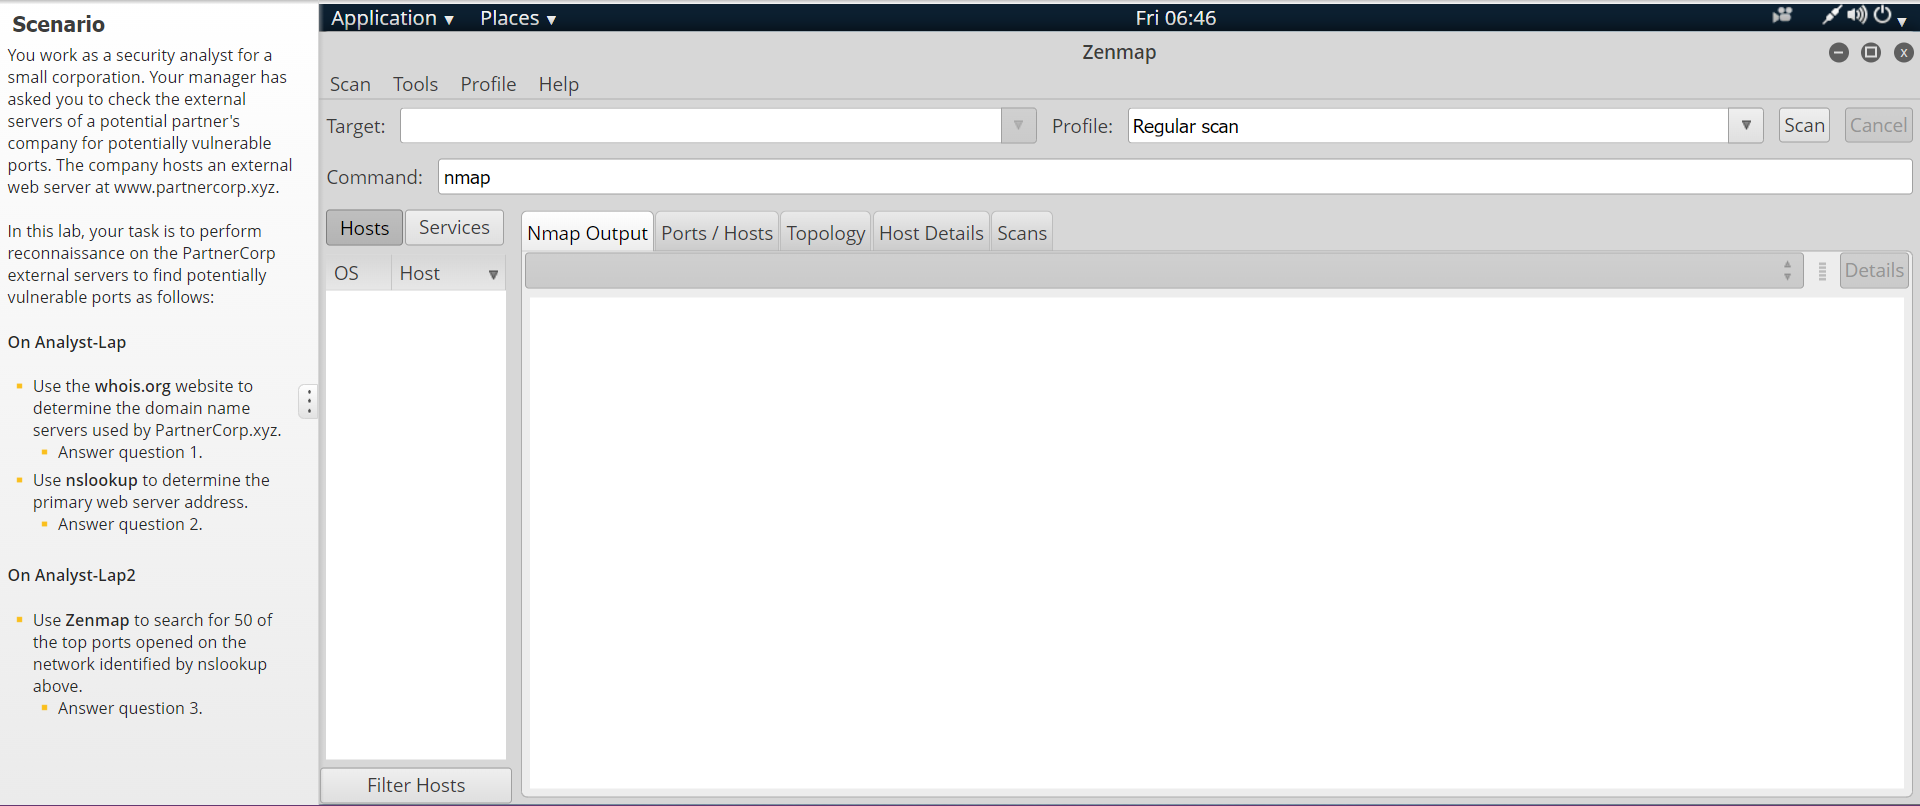 Scenario
You work as a security analyst for a
small corporation. Your manager has
asked you to check the external
servers of a potential partner's
company for potentially vulnerable
ports. The company hosts an external
web server at www.partnercorp.xyz.
In this lab, your task is to perform
reconnaissance on the PartnerCorp
external servers to find potentially
vulnerable ports as follows:
On Analyst-Lap
Use the whois.org website to
determine the domain name
servers used by PartnerCorp.xyz.
Answer question 1.
Use nslookup to determine the
primary web server address.
Answer question 2.
On Analyst-Lap2
Use Zenmap to search for 50 of
the top ports opened on the
network identified by nslookup
above.
Answer question 3.
Application Places Fri 06:46
Zenmap
Scan Tools Profile Help
Target: Profile: Regular scan Scan Cancel
Command: nmap
Hosts Services Nmap Output Ports / Hosts Topology Host Details Scans
OS Host Details
Filter Hosts